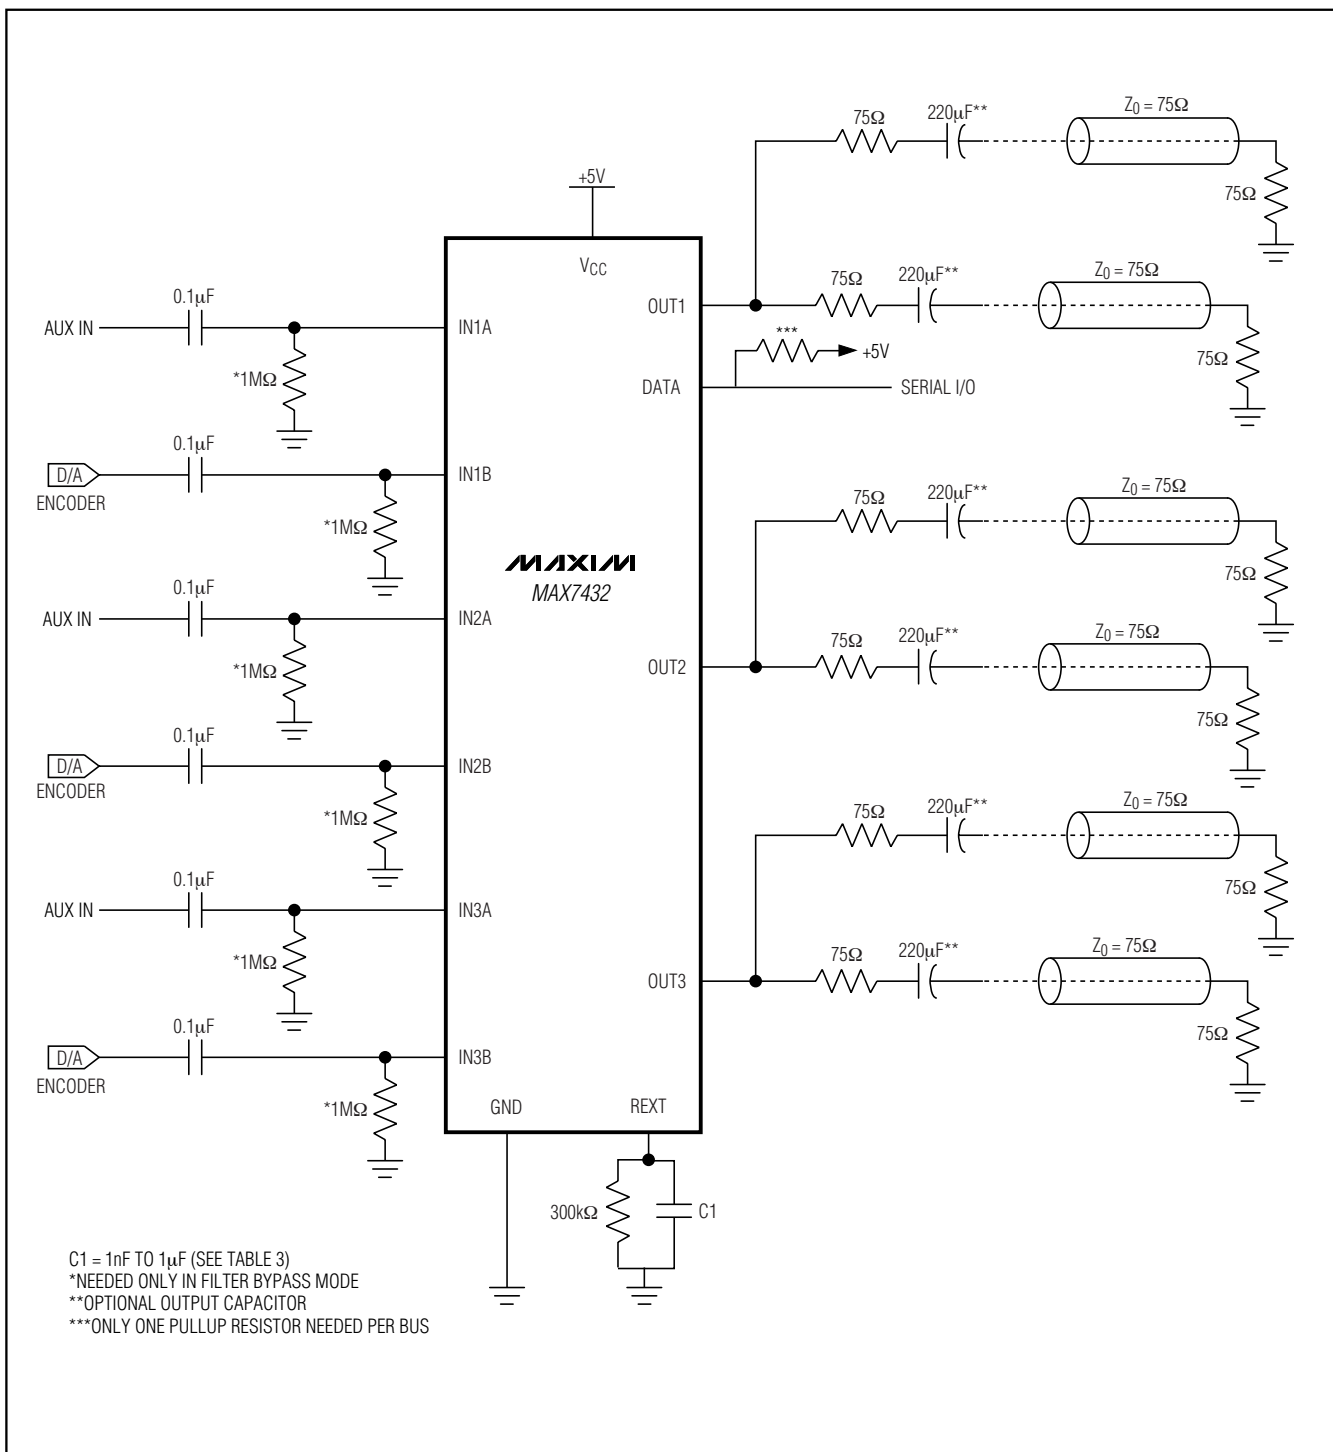 75Ω
220μF**
Z0 = 75Ω
75Ω
+5V
VCC
OUT1
75Ω
220μF**
Z0 = 75Ω
75Ω
***
+5V
DATA
SERIAL I/O
AUX IN
0.1μF
*1MΩ
IN1A
D/A
ENCODER
0.1μF
*1MΩ
IN1B
MAXIM
MAX7432
75Ω
220μF**
Z0 = 75Ω
75Ω
AUX IN
0.1μF
*1MΩ
IN2A
OUT2
75Ω
220μF**
Z0 = 75Ω
75Ω
D/A
ENCODER
0.1μF
*1MΩ
IN2B
75Ω
220μF**
Z0 = 75Ω
75Ω
AUX IN
0.1μF
*1MΩ
IN3A
OUT3
75Ω
220μF**
Z0 = 75Ω
75Ω
D/A
ENCODER
0.1μF
*1MΩ
IN3B
GND
REXT
300kΩ
C1
C1 = 1nF TO 1μF (SEE TABLE 3)
*NEEDED ONLY IN FILTER BYPASS MODE
**OPTIONAL OUTPUT CAPACITOR
***ONLY ONE PULLUP RESISTOR NEEDED PER BUS